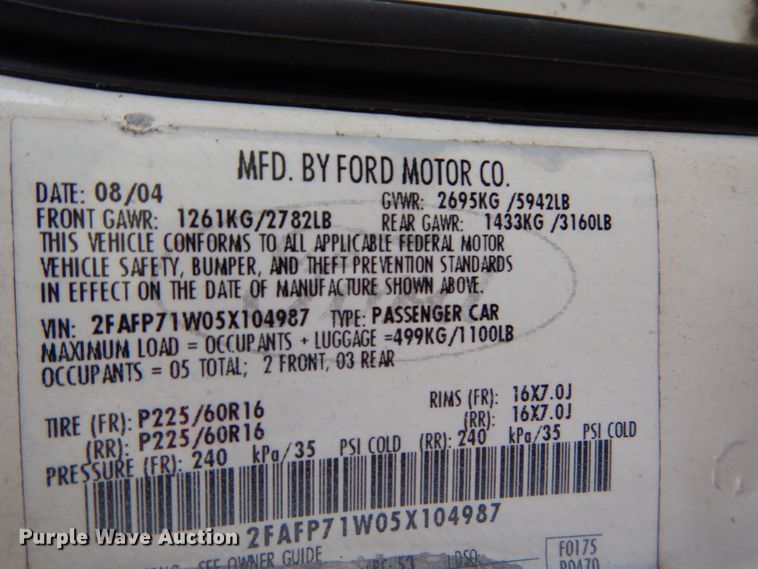 MFD. BY FORD MOTOR CO.
DATE: 08/04 GVWR: 2695KG /5942LB
FRONT GAWR: 1261KG/2782LB REAR GAWR: 1433KG /3160LB
THIS VEHICLE CONFORMS TO ALL APPLICABLE FEDERAL MOTOR
VEHICLE SAFETY, BUMPER, AND THEFT PREVENTION STANDARDS
IN EFFECT ON THE DATE OF MANUFACTURE SHOWN ABOVE.
VIN: 2FAFP71W05X104987 TYPE: PASSENGER CAR
MAXIMUM LOAD = OCCUPANTS + LUGGAGE =499KG/1100LB
OCCUPANTS = 05 TOTAL; 2 FRONT, 03 REAR
TIRE (FR): P225/60R16 RIMS (FR): 16X7.0J
(RR): P225/60R16 (RR): 16X7.0J
PRESSURE (FR): 240 kPa/35 PSI COLD (RR): 240 kPa/35 PSI COLD
2FAFP71W05X104987
SEE OWNER GUIDE
F0175
Purple Wave Auction